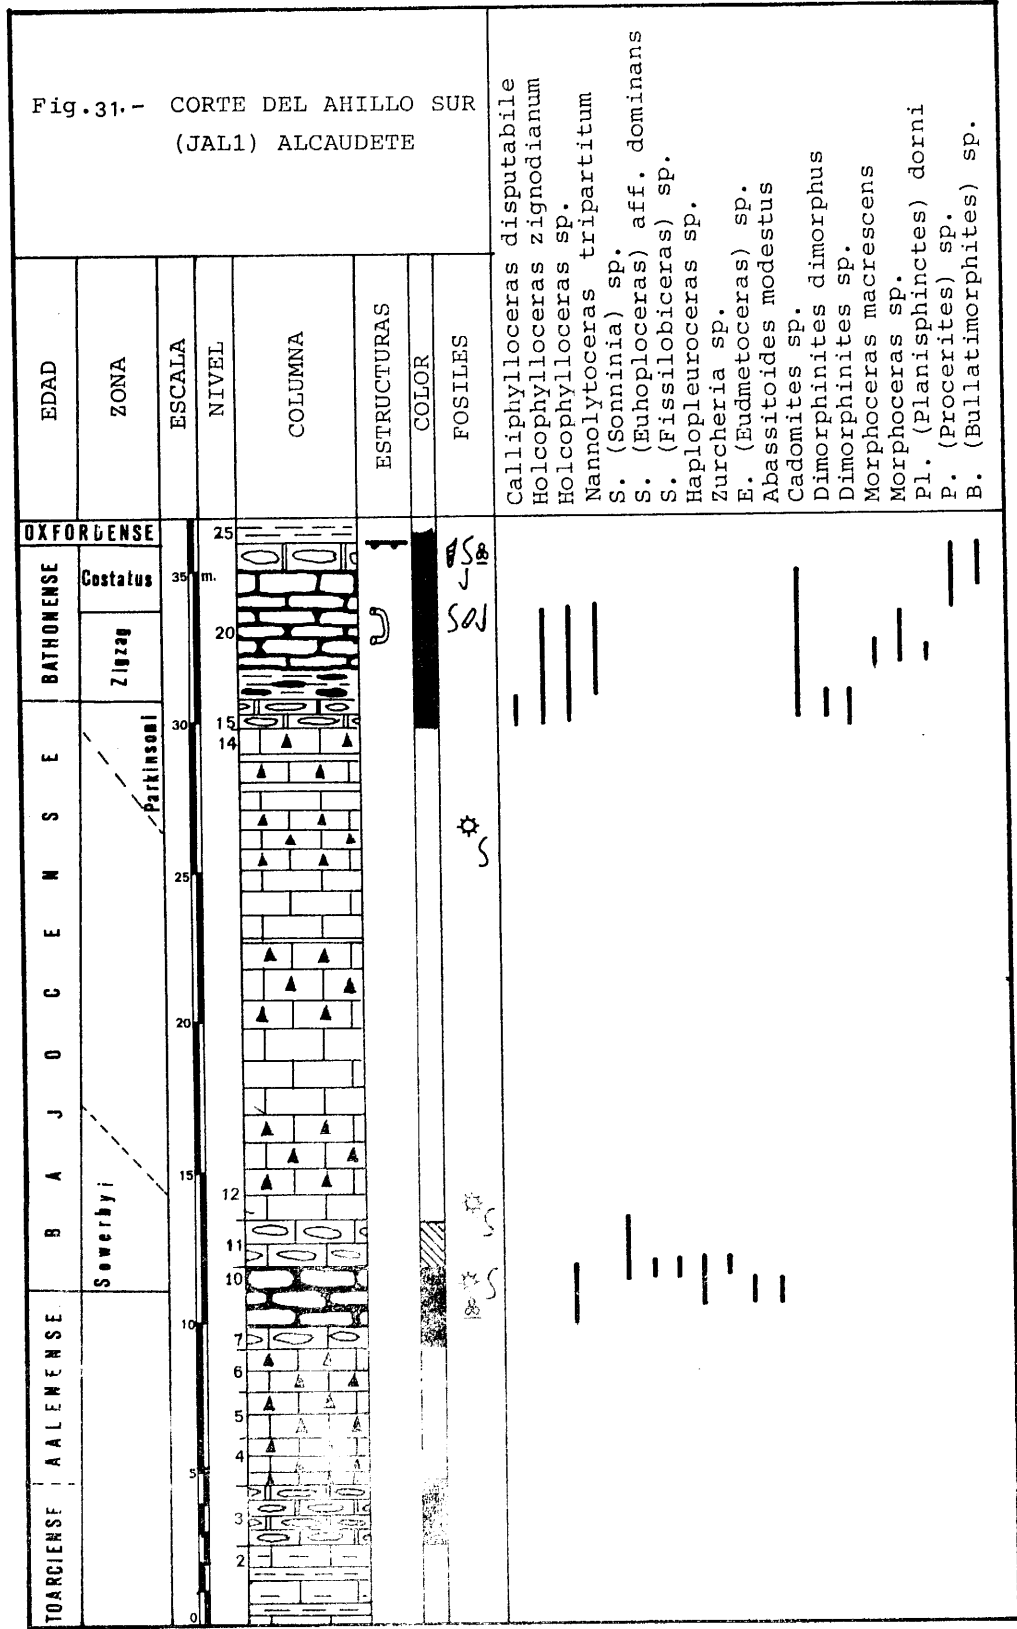 Fig.31.- CORTE DEL AHILLO SUR
(JAL1) ALCAUDETE
EDAD
ZONA
ESCALA
NIVEL
COLUMNA
ESTRUCTURAS
COLOR
FOSILES
Calliphylloceras disputabile
Holcophylloceras zignodianum
Holcophylloceras sp.
Nannolytoceras tripartitum
S. (Sonninia) sp.
S. (Euhoploceras) aff. dominans
S. (Fissilobiceras) sp.
Haplopleuroceras sp.
Zurcheria sp.
E. (Eudmetoceras) sp.
Abassitoides modestus
Cadomites sp.
Dimorphinites dimorphus
Dimorphinites sp.
Morphoceras macrescens
Morphoceras sp.
Pl. (Planisphinctes) dorni
P. (Procerites) sp.
B. (Bullatimorphites) sp.
OXFORDENSE
BATHONENSE
BAJOCENSE
AALENENSE
TOARCIENSE
Costatus
Zigzag
Parkinsoni
Sowerbyi
35 m.
30
25
20
15
10
5
0
25
20
15
14
12
11
10
7
6
5
4
3
2